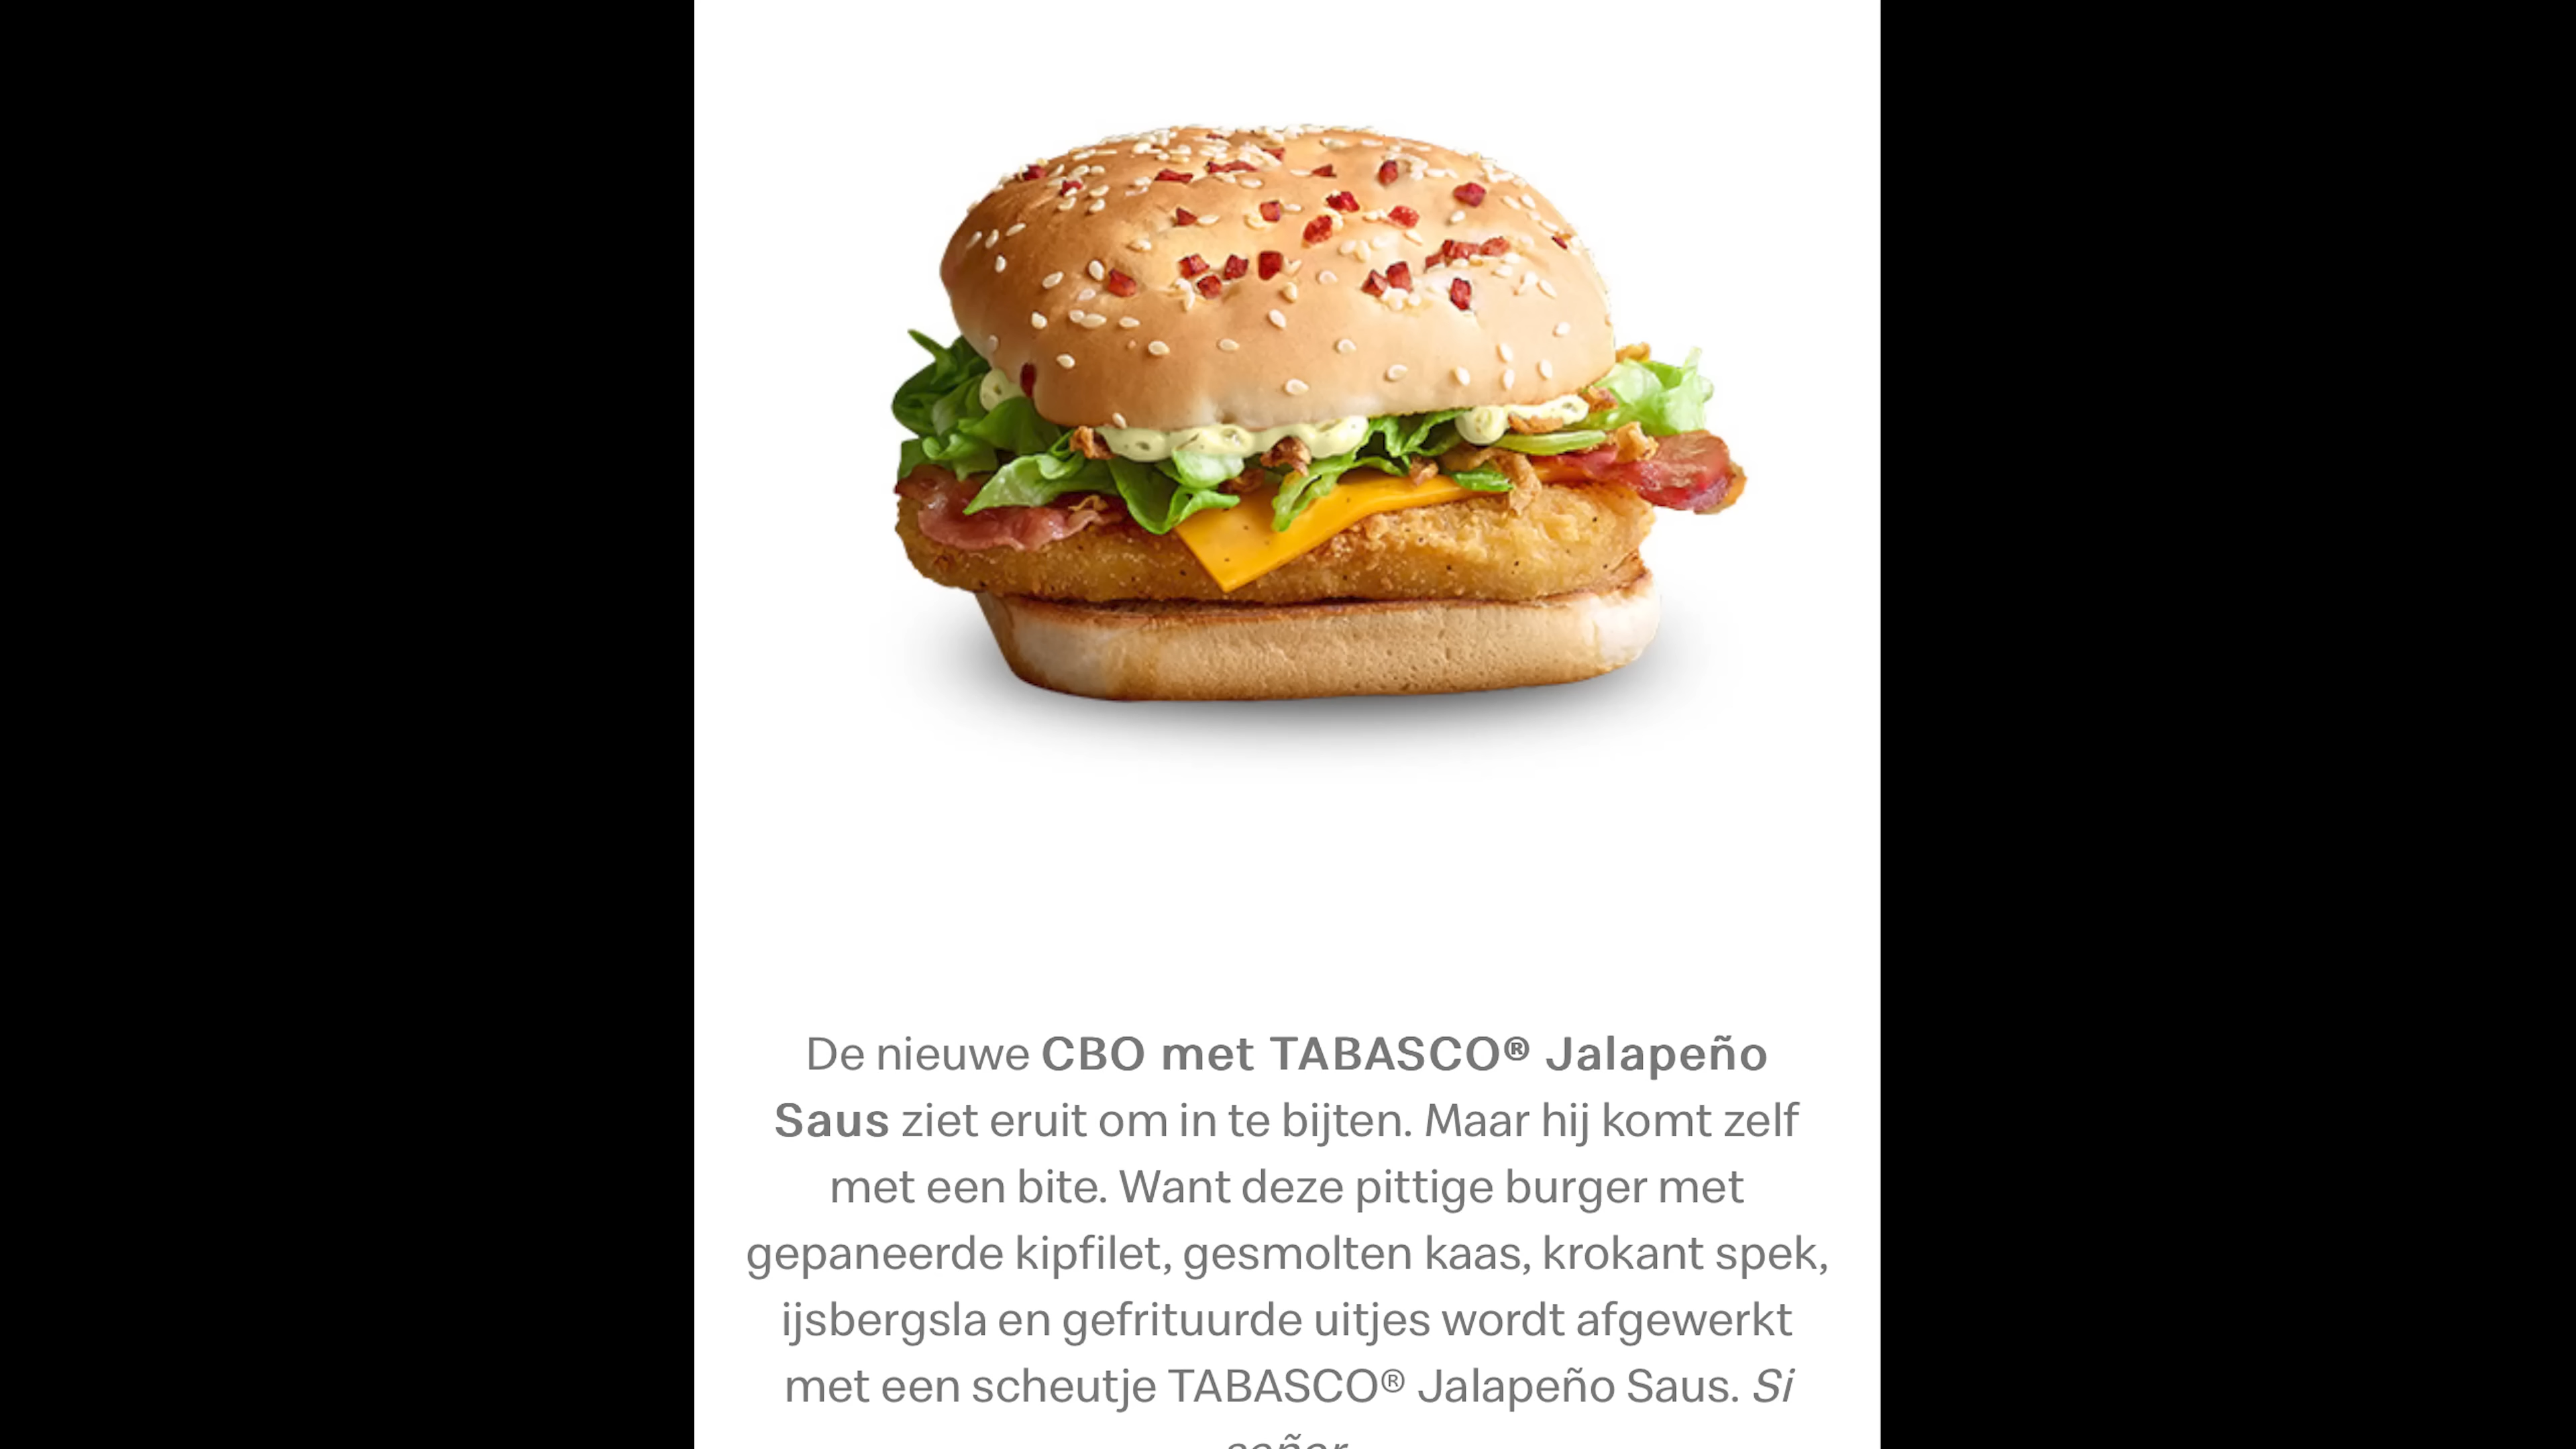 De nieuwe CBO met TABASCO® Jalapeño
Saus ziet eruit om in te bijten. Maar hij komt zelf
met een bite. Want deze pittige burger met
gepaneerde kipfilet, gesmolten kaas, krokant spek,
ijsbergsla en gefrituurde uitjes wordt afgewerkt
met een scheutje TABASCO® Jalapeño Saus. Si
señor